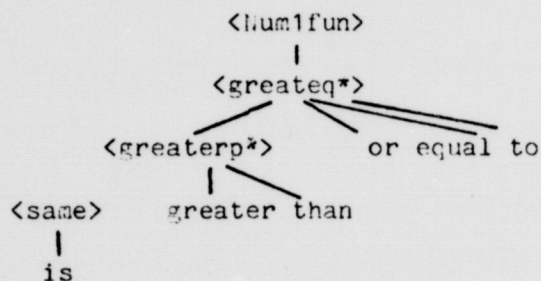 <Num1fun>
<greateq*>
<greaterp*> or equal to
<same> greater than
is